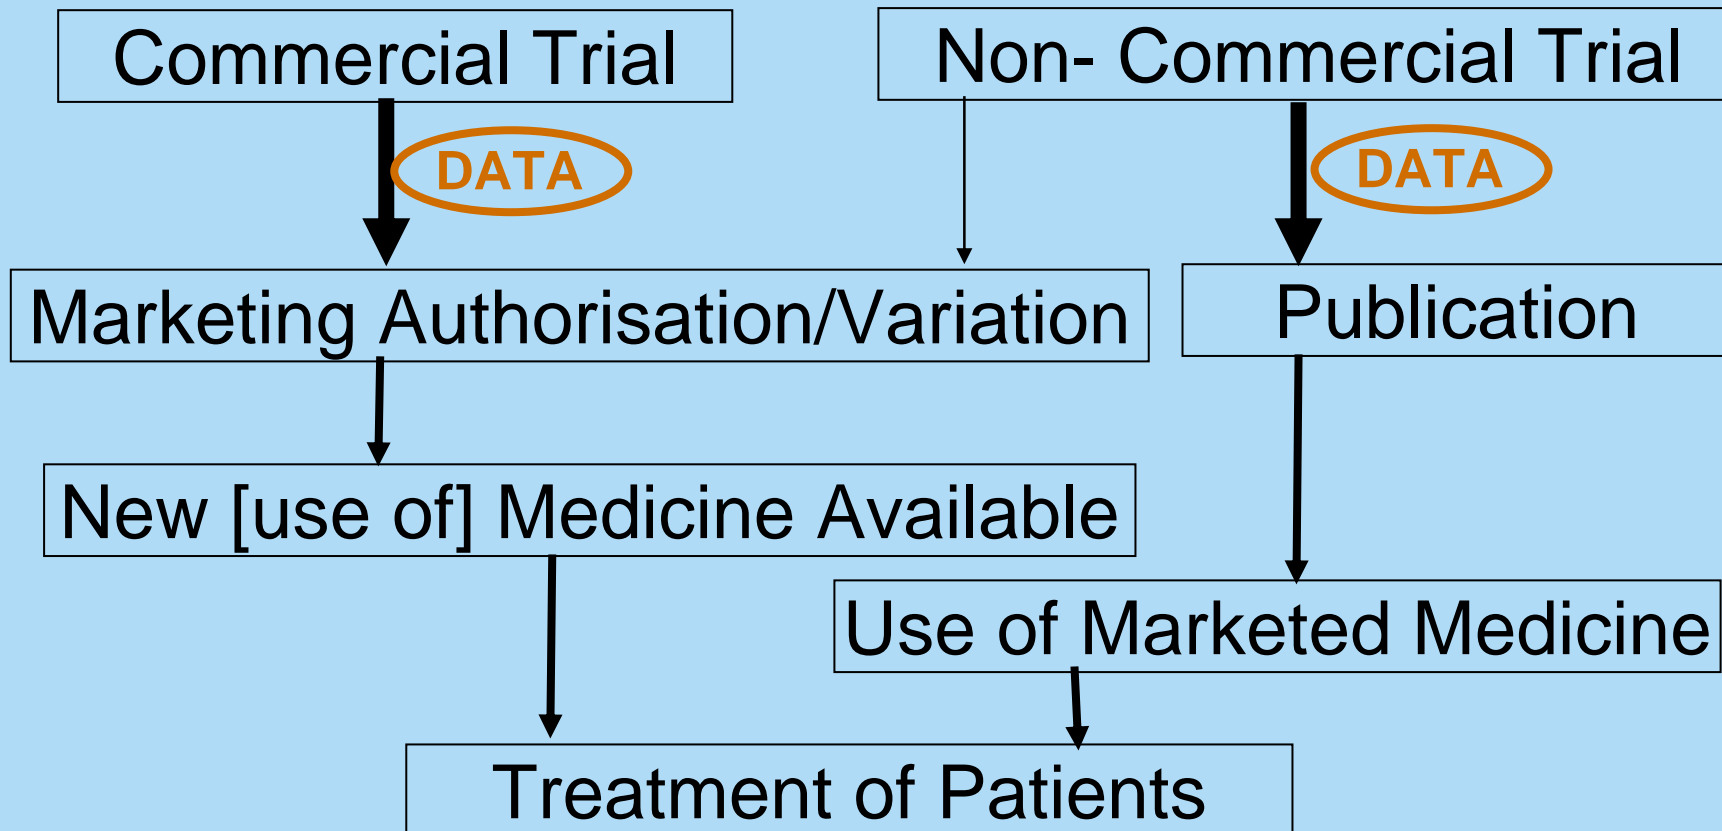 Commercial Trial
Non- Commercial Trial
DATA
DATA
Marketing Authorisation/Variation
Publication
New [use of] Medicine Available
Use of Marketed Medicine
Treatment of Patients